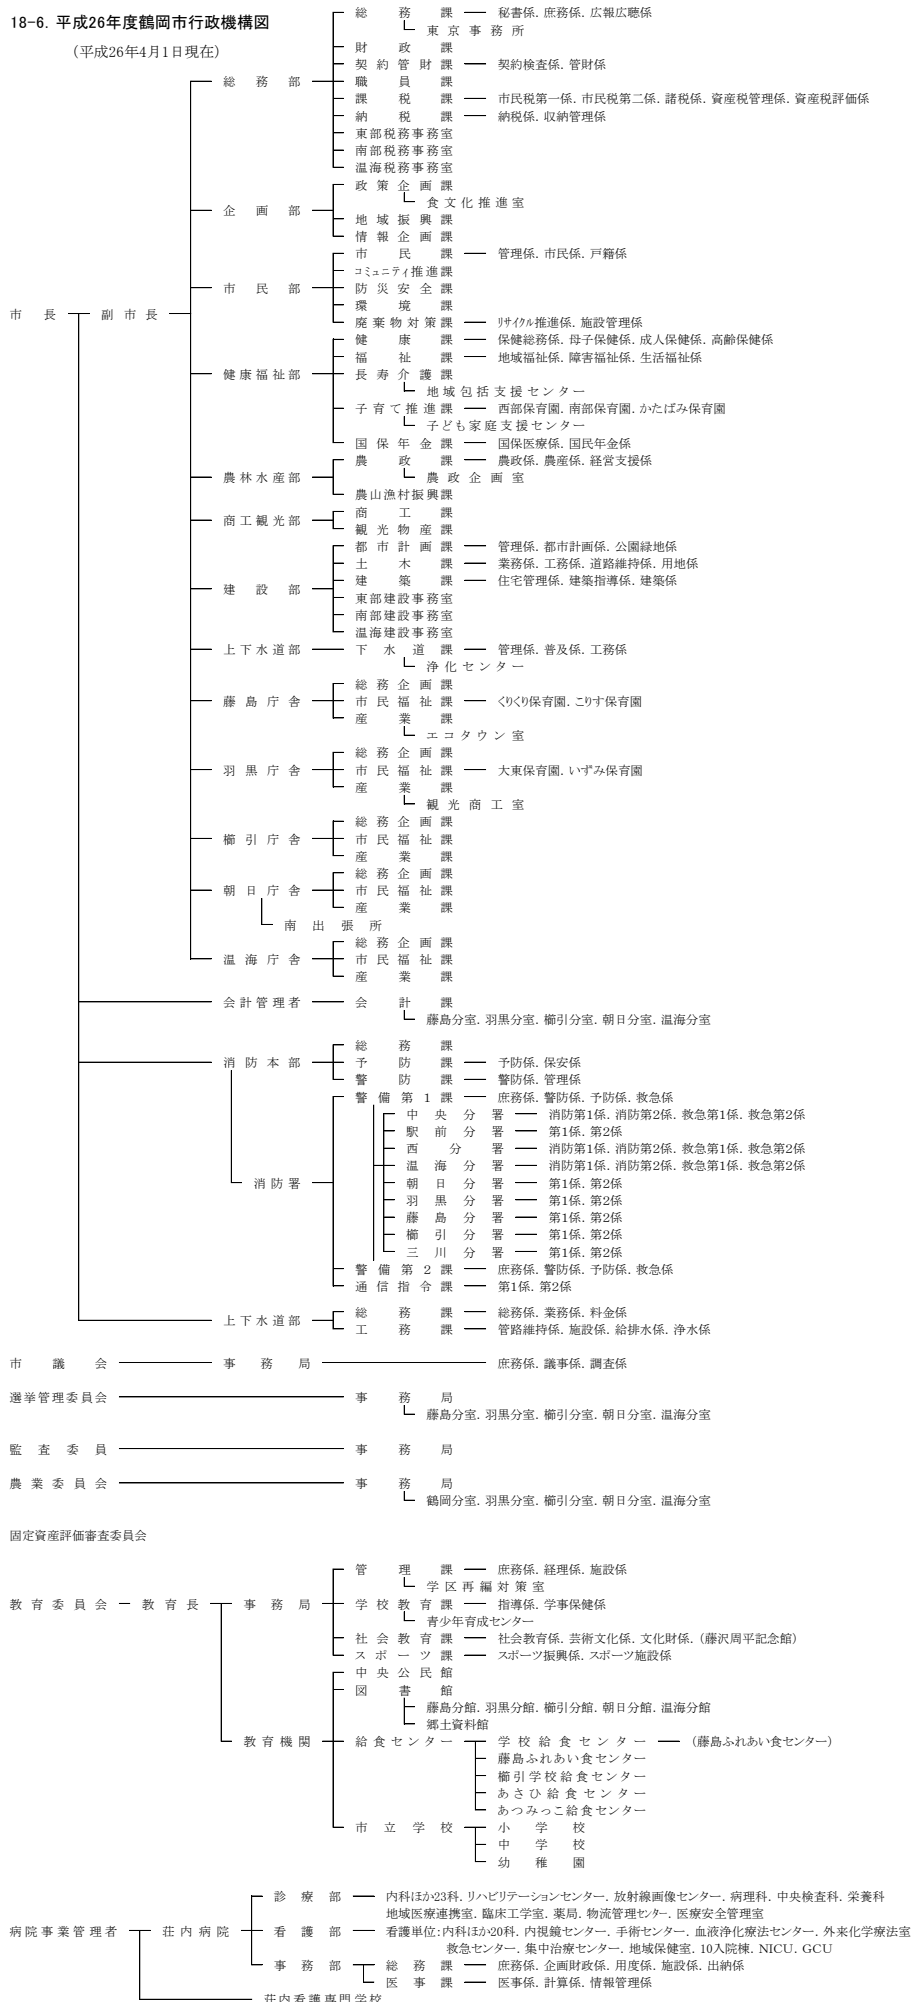 18-6. 平成26年度鶴岡市行政機構図
(平成26年4月1日現在)
総務課 秘書係. 庶務係. 広報広聴係
東京事務所
財政課
契約管財課 契約検査係. 管財係
総務部 職員課
課税課 市民税第一係. 市民税第二係. 諸税係. 資産税管理係. 資産税評価係
納税課 納税係. 収納管理係
東部税務事務室
南部税務事務室
温海税務事務室
政策企画課
食文化推進室
企画部
地域振興課
情報企画課
市民課 管理係. 市民係. 戸籍係
コミュニティ推進課
市民部 防災安全課
環境課
市長 副市長
廃棄物対策課 リサイクル推進係. 施設管理係
健康課 保健総務係. 母子保健係. 成人保健係. 高齢保健係
福祉課 地域福祉係. 障害福祉係. 生活福祉係
健康福祉部 長寿介護課
地域包括支援センター
子育て推進課 西部保育園. 南部保育園. かたばみ保育園
子ども家庭支援センター
国保年金課 国保医療係. 国民年金係
農政課 農政係. 農産係. 経営支援係
農林水産部 農政企画室
農山漁村振興課
商工課
商工観光部
観光物産課
都市計画課 管理係. 都市計画係. 公園緑地係
土木課 業務係. 工務係. 道路維持係. 用地係
建設部 建築課 住宅管理係. 建築指導係. 建築係
東部建設事務室
南部建設事務室
温海建設事務室
上下水道部 下水道課 管理係. 普及係. 工務係
浄化センター
総務企画課
藤島庁舎 市民福祉課 くりくり保育園. こりす保育園
産業課
エコタウン室
総務企画課
羽黒庁舎 市民福祉課 大東保育園. いずみ保育園
産業課
観光商工室
総務企画課
櫛引庁舎 市民福祉課
産業課
総務企画課
朝日庁舎 市民福祉課
産業課
南出張所
総務企画課
温海庁舎 市民福祉課
産業課
会計管理者 会計課
藤島分室. 羽黒分室. 櫛引分室. 朝日分室. 温海分室
総務課
消防本部 予防課 予防係. 保安係
警防課 警防係. 管理係
警備第1課 庶務係. 警防係. 予防係. 救急係
中央分署 消防第1係. 消防第2係. 救急第1係. 救急第2係
駅前分署 第1係. 第2係
西分署 消防第1係. 消防第2係. 救急第1係. 救急第2係
温海分署 消防第1係. 消防第2係. 救急第1係. 救急第2係
消防署 朝日分署 第1係. 第2係
羽黒分署 第1係. 第2係
藤島分署 第1係. 第2係
櫛引分署 第1係. 第2係
三川分署 第1係. 第2係
警備第2課 庶務係. 警防係. 予防係. 救急係
通信指令課 第1係. 第2係
上下水道部 総務課 総務係. 業務係. 料金係
工務課 管路維持係. 施設係. 給排水係. 浄水係
市議会 事務局 庶務係. 議事係. 調査係
選挙管理委員会 事務局
藤島分室. 羽黒分室. 櫛引分室. 朝日分室. 温海分室
監査委員 事務局
農業委員会 事務局
鶴岡分室. 羽黒分室. 櫛引分室. 朝日分室. 温海分室
固定資産評価審査委員会
管理課 庶務係. 経理係. 施設係
学区再編対策室
教育委員会 教育長 事務局 学校教育課 指導係. 学事保健係
青少年育成センター
社会教育課 社会教育係. 芸術文化係. 文化財係. (藤沢周平記念館)
スポーツ課 スポーツ振興係. スポーツ施設係
中央公民館
図書館
藤島分館. 羽黒分館. 櫛引分館. 朝日分館. 温海分館
郷土資料館
教育機関 給食センター 学校給食センター (藤島ふれあい食センター)
藤島ふれあい食センター
櫛引学校給食センター
あさひ給食センター
あつみっこ給食センター
市立学校 小学校
中学校
幼稚園
診療部 内科ほか23科. リハビリテーションセンター. 放射線画像センター. 病理科. 中央検査科. 栄養科
地域医療連携室. 臨床工学室. 薬局. 物流管理センター. 医療安全管理室
病院事業管理者 荘内病院 看護部 看護単位:内科ほか20科. 内視鏡センター. 手術センター. 血液浄化療法センター. 外来化学療法室
救急センター. 集中治療センター. 地域保健室. 10入院棟. NICU. GCU
事務部 総務課 庶務係. 企画財政係. 用度係. 施設係. 出納係
医事課 医事係. 計算係. 情報管理係
荘内看護専門学校